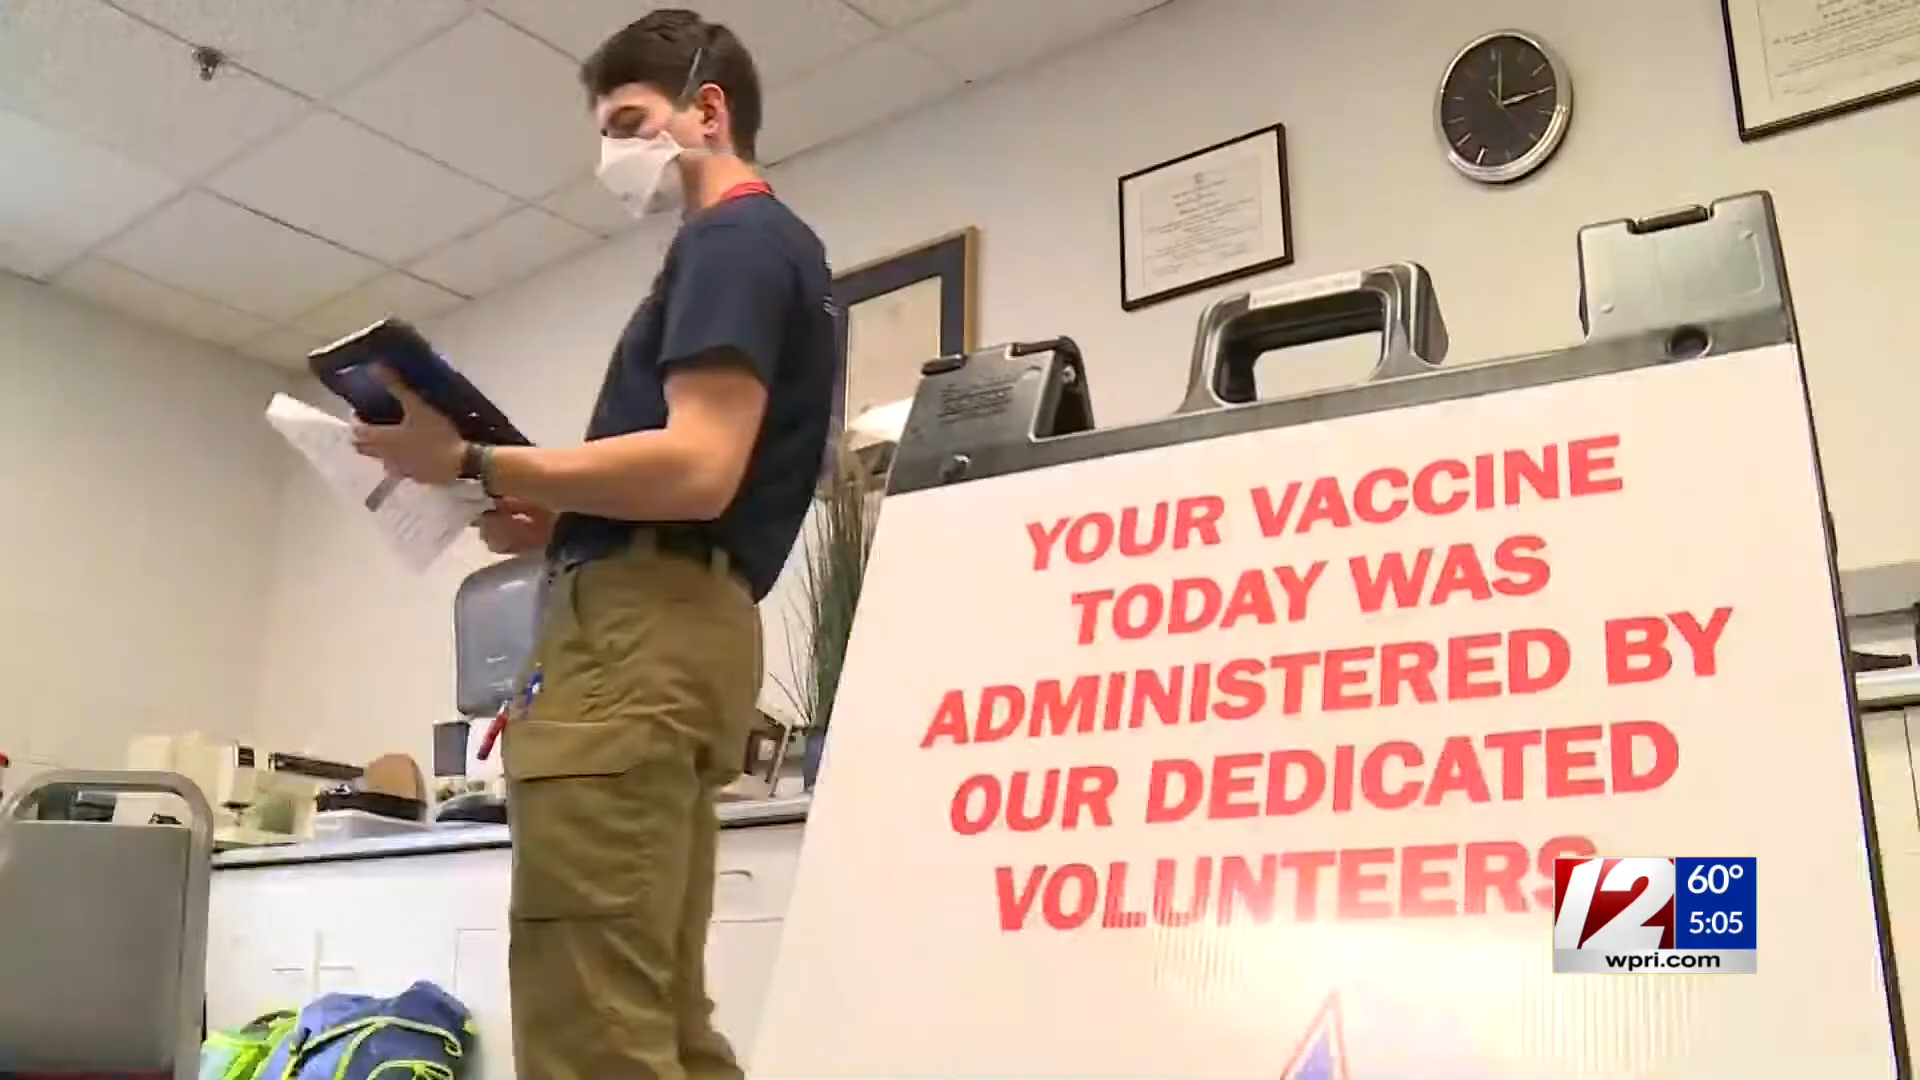 YOUR VACCINE
TODAY WAS
ADMINISTERED BY
OUR DEDICATED
VOLUNTEERS
12
60°
5:05
wpri.com